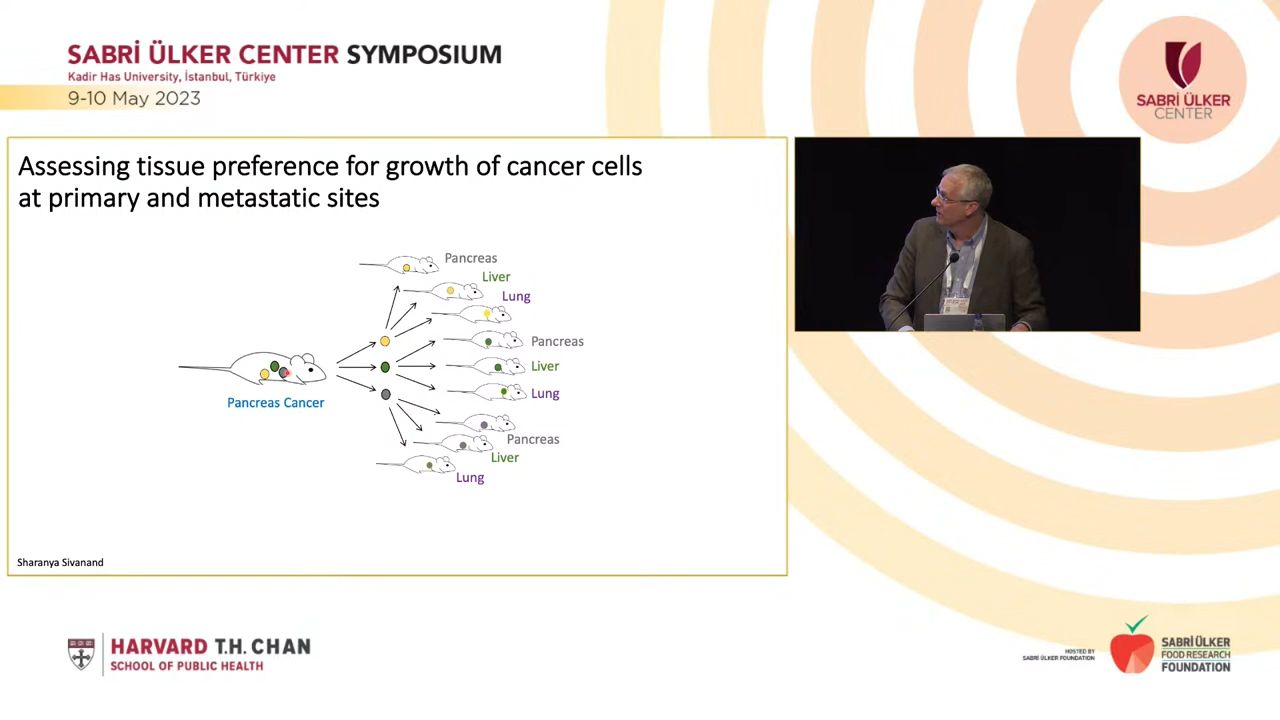 SABRİ ÜLKER CENTER SYMPOSIUM
Kadir Has University, İstanbul, Türkiye
9-10 May 2023
SABRİ ÜLKER
CENTER
Assessing tissue preference for growth of cancer cells
at primary and metastatic sites
Pancreas
Liver
Lung
Pancreas
Liver
Lung
Pancreas
Liver
Lung
Pancreas Cancer
Sharanya Sivanand
HARVARD T.H. CHAN
SCHOOL OF PUBLIC HEALTH
HOSTED BY
SABRİ ÜLKER FOUNDATION
SABRİ ÜLKER
FOOD RESEARCH
FOUNDATION